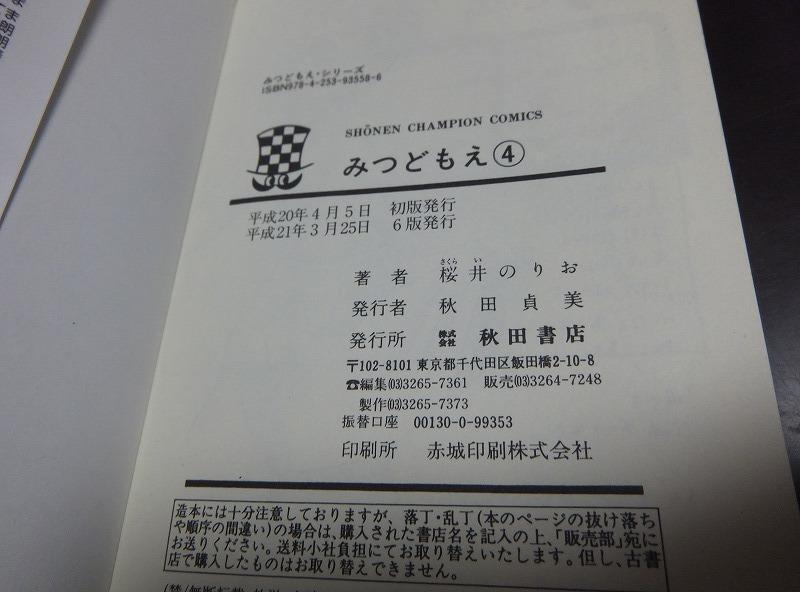 みつどもえ・シリーズ
ISBN978-4-253-93558-6
SHŌNEN CHAMPION COMICS
みつどもえ④
平成20年4月5日 初版発行
平成21年3月25日 6版発行
著者 桜井のりお
さくら い
発行者 秋田貞美
発行所 株式会社 秋田書店
〒102-8101 東京都千代田区飯田橋2-10-8
☎編集(03)3265-7361 販売(03)3264-7248
製作(03)3265-7373
振替口座 00130-0-99353
印刷所 赤城印刷株式会社
造本には十分注意しておりますが、落丁・乱丁(本のページの抜け落ち
や順序の間違い)の場合は、購入された書店名を記入の上、「販売部」宛に
お送りください。送料小社負担にてお取り替えいたします。但し、古書
店で購入したものはお取り替えできません。